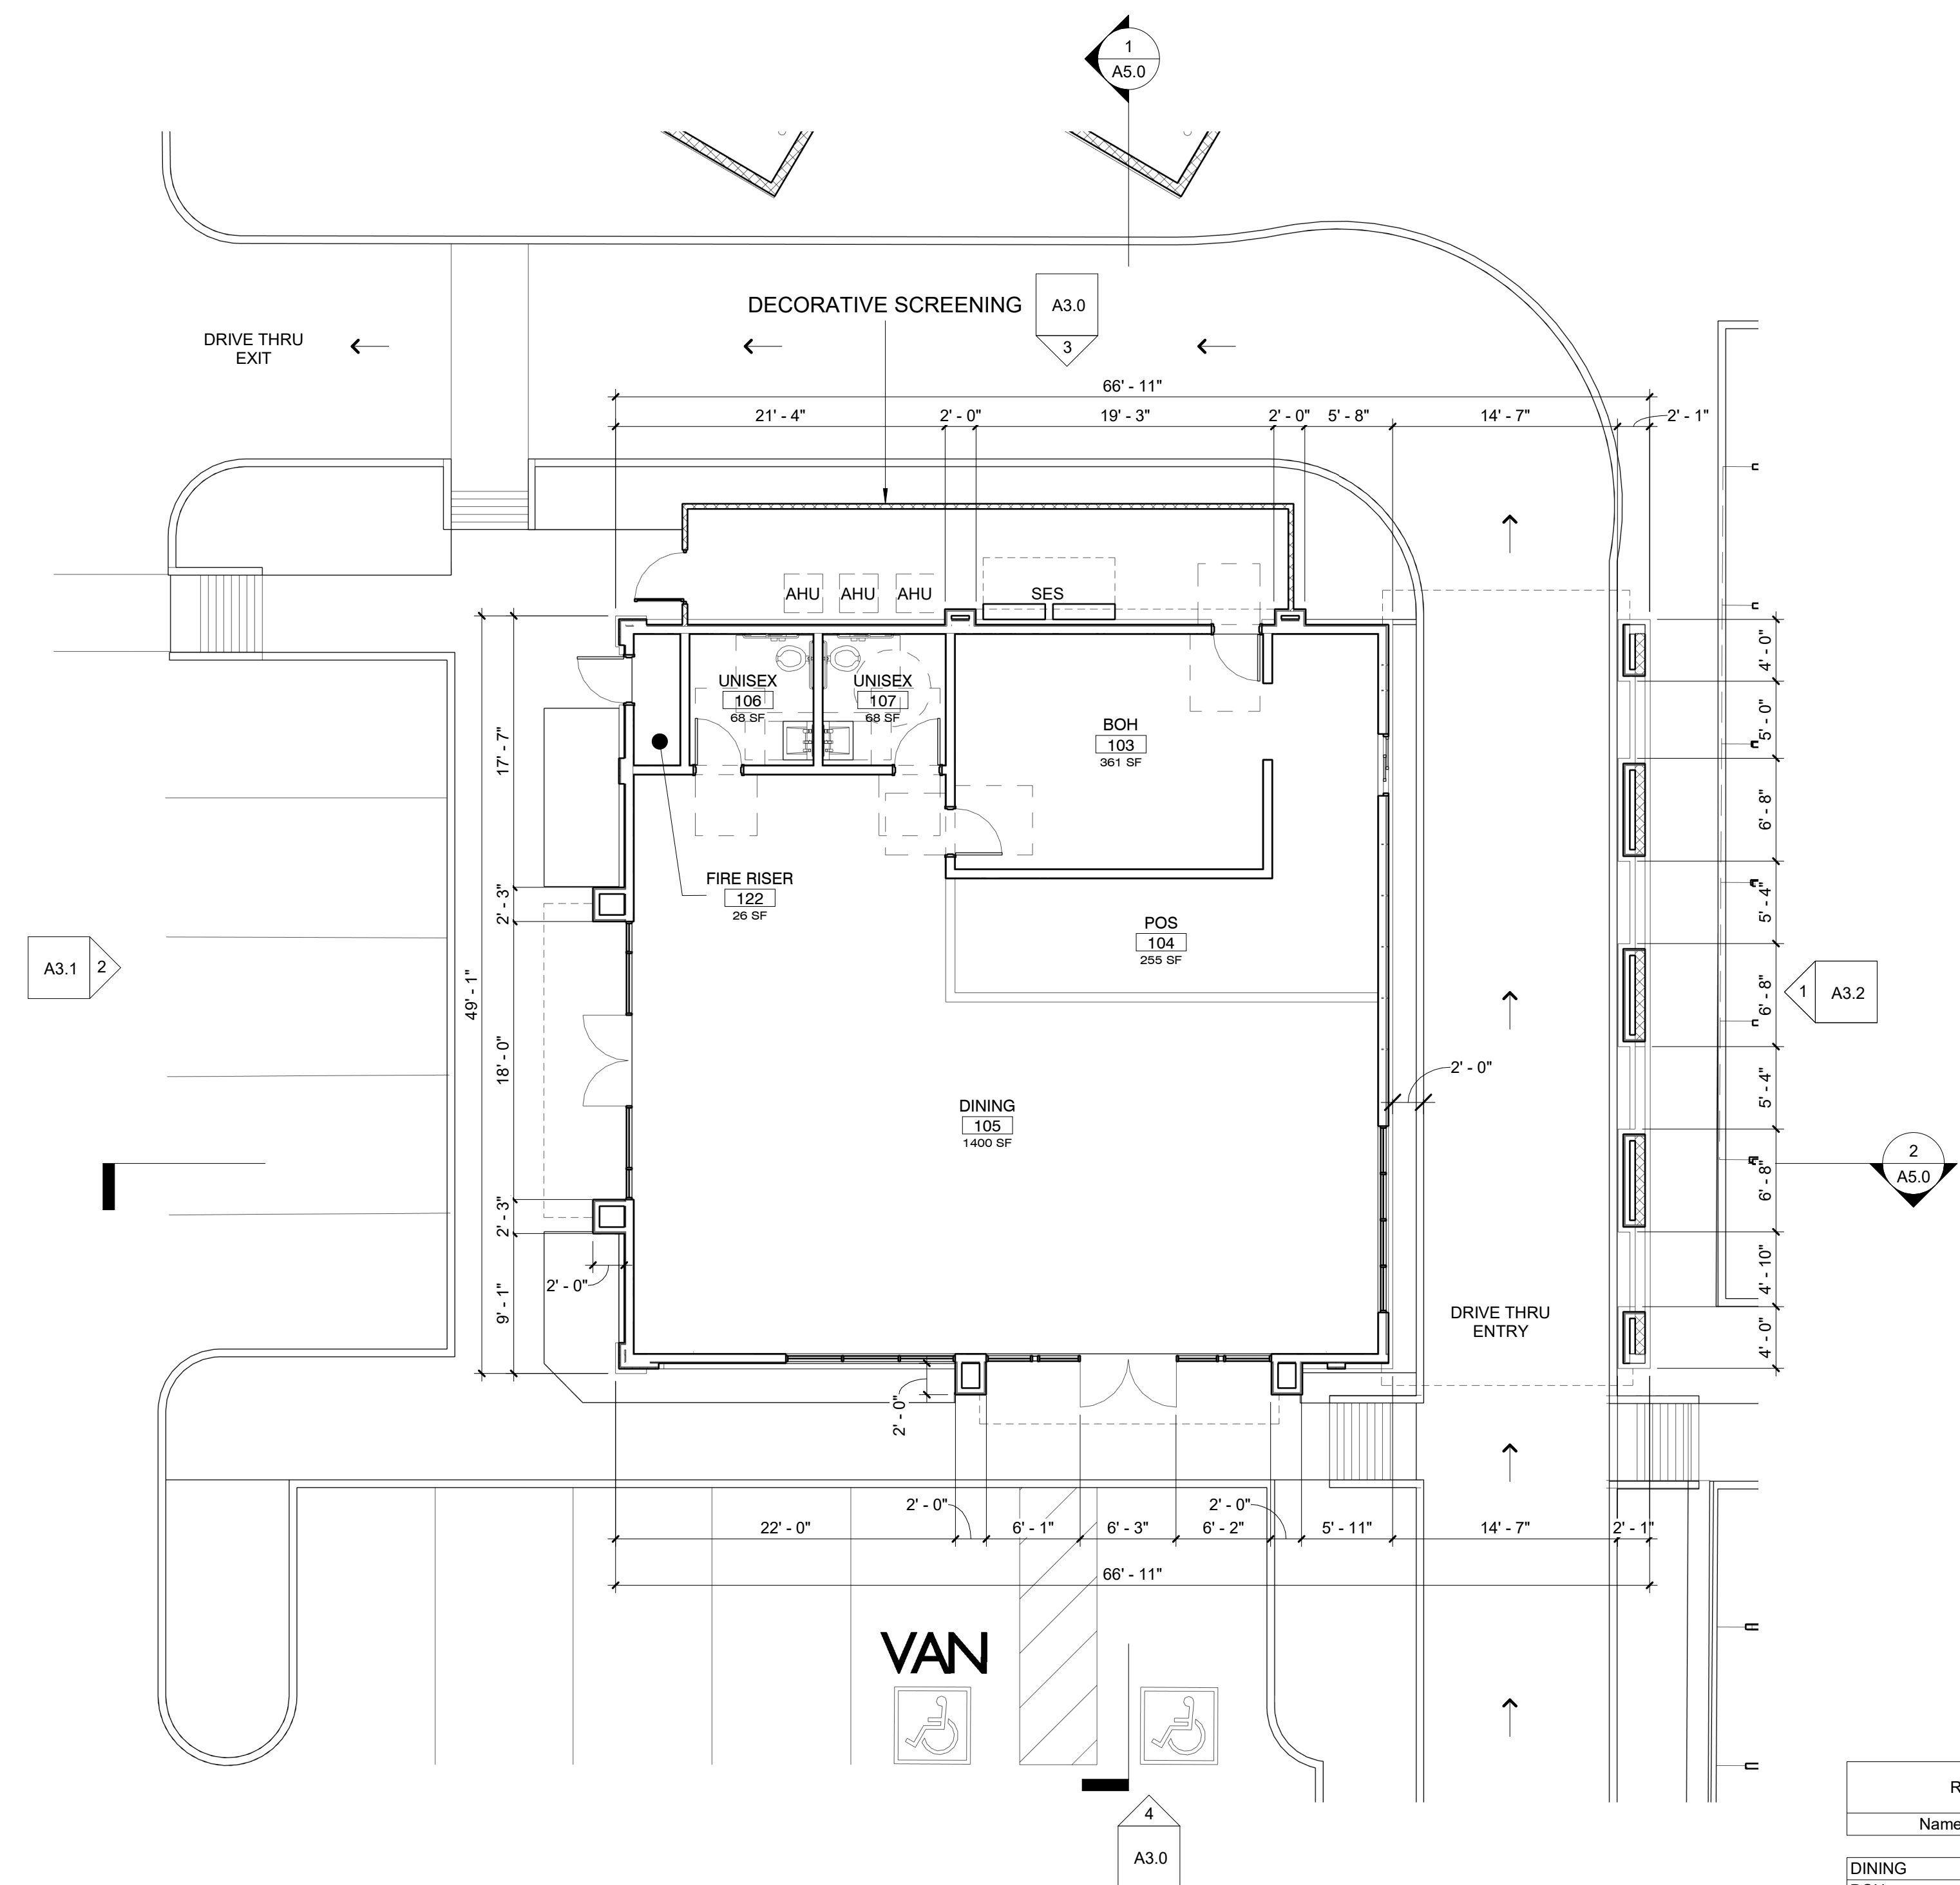 1
A5.0
DECORATIVE SCREENING
A3.0
3
DRIVE THRU
EXIT
66' - 11"
21' - 4"
2' - 0"
19' - 3"
2' - 0"
5' - 8"
14' - 7"
2' - 1"
AHU
AHU
AHU
SES
4' - 0"
5' - 0"
6' - 8"
5' - 4"
6' - 8"
5' - 4"
6' - 8"
4' - 10"
4' - 0"
UNISEX
106
68 SF
UNISEX
107
68 SF
BOH
103
361 SF
17' - 7"
2' - 3"
18' - 0"
2' - 3"
9' - 1"
49' - 1"
FIRE RISER
122
26 SF
POS
104
255 SF
A3.1
2
1
A3.2
2' - 0"
DINING
105
1400 SF
2
A5.0
2' - 0"
DRIVE THRU
ENTRY
2' - 0"
2' - 0"
2' - 0"
22' - 0"
6' - 1"
6' - 3"
6' - 2"
5' - 11"
14' - 7"
2' - 1"
66' - 11"
VAN
4
A3.0
R
Name
DINING